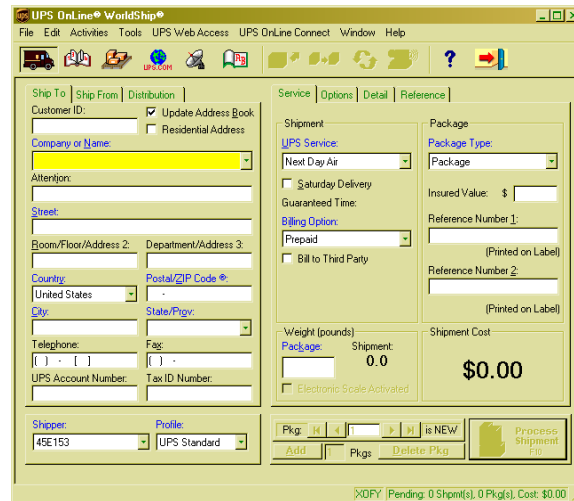 UPS OnLine® WorldShip®
File Edit Activities Tools UPS Web Access UPS OnLine Connect Window Help
UPS.COM
Ship To Ship From Distribution
Customer ID:
Update Address Book
Residential Address
Company or Name:
Attention:
Street:
Room/Floor/Address 2: Department/Address 3:
Country: Postal/ZIP Code ®:
United States -
City: State/Prov:
Telephone: Fax:
( ) - [ ] ( ) -
UPS Account Number: Tax ID Number:
Shipper: Profile:
45E153 UPS Standard
Service Options Detail Reference
Shipment
UPS Service:
Next Day Air
Saturday Delivery
Guaranteed Time:
Billing Option:
Prepaid
Bill to Third Party
Package
Package Type:
Package
Insured Value: $
Reference Number 1:
(Printed on Label)
Reference Number 2:
(Printed on Label)
Weight (pounds)
Package: Shipment:
0.0
Electronic Scale Activated
Shipment Cost
$0.00
Pkg: 1 is NEW
Add 1 Pkgs Delete Pkg
Process
Shipment
F10
XOFY Pending: 0 Shpmt(s), 0 Pkg(s), Cost: $0.00